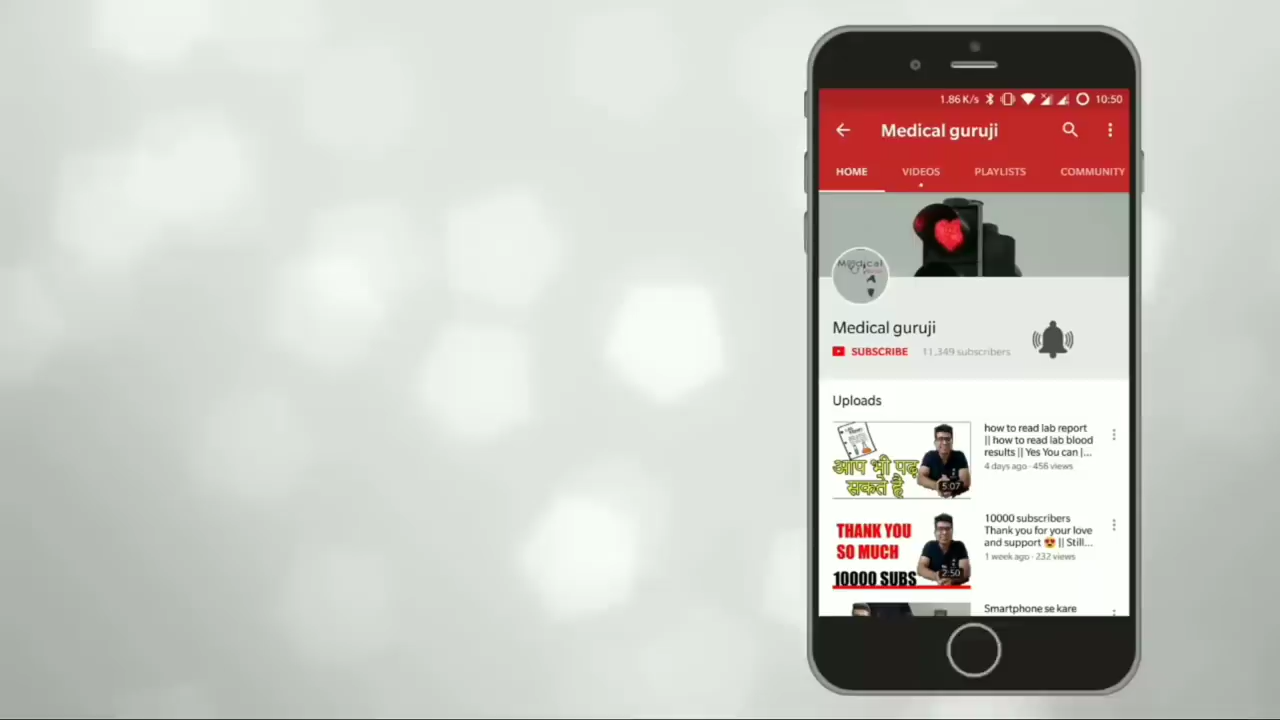 1.86 K/s 10:50
Medical guruji
HOME VIDEOS PLAYLISTS COMMUNITY
Medical
Medical guruji
SUBSCRIBE 11,349 subscribers
Uploads
आप भी पढ़
सकते है
5:07
how to read lab report
|| how to read lab blood
results || Yes You can |...
4 days ago · 456 views
THANK YOU
SO MUCH
10000 SUBS
2:50
10000 subscribers
Thank you for your love
and support 😍 || Still...
1 week ago · 232 views
Smartphone se kare